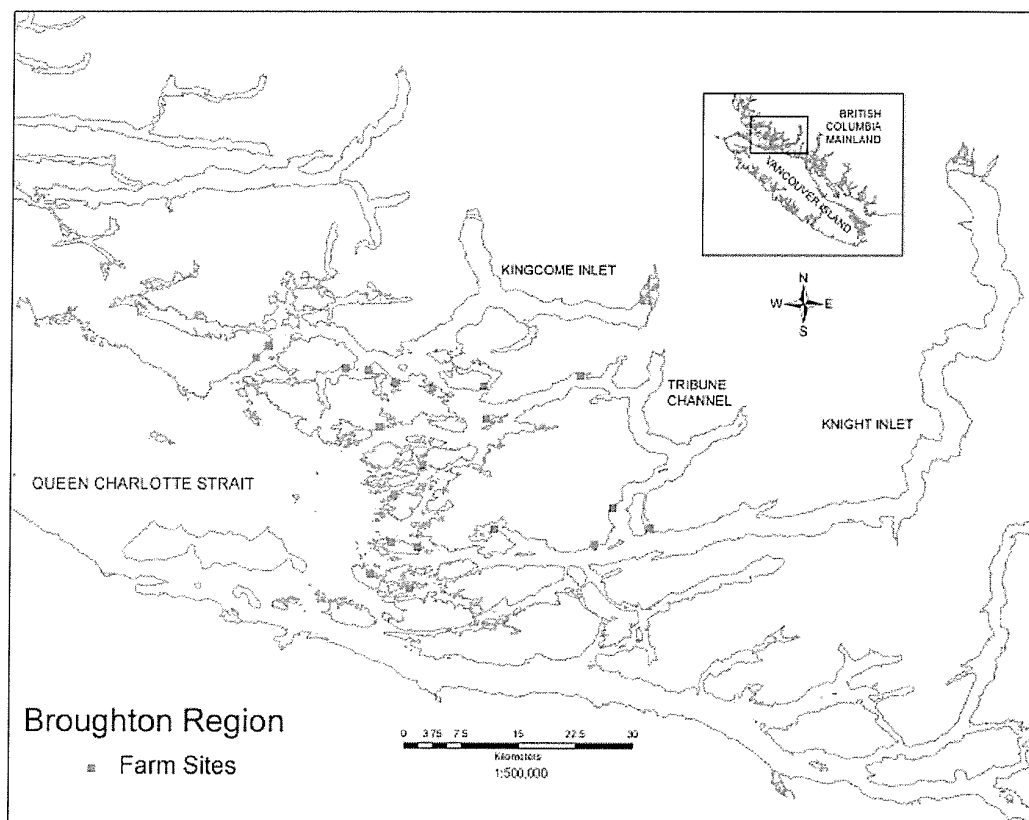 BRITISH
COLUMBIA
MAINLAND
VANCOUVER ISLAND
KINGCOME INLET
N
W E
S
TRIBUNE
CHANNEL
KNIGHT INLET
QUEEN CHARLOTTE STRAIT
Broughton Region
Farm Sites
0 3.75 7.5 15 22.5 30
Kilometers
1:500,000